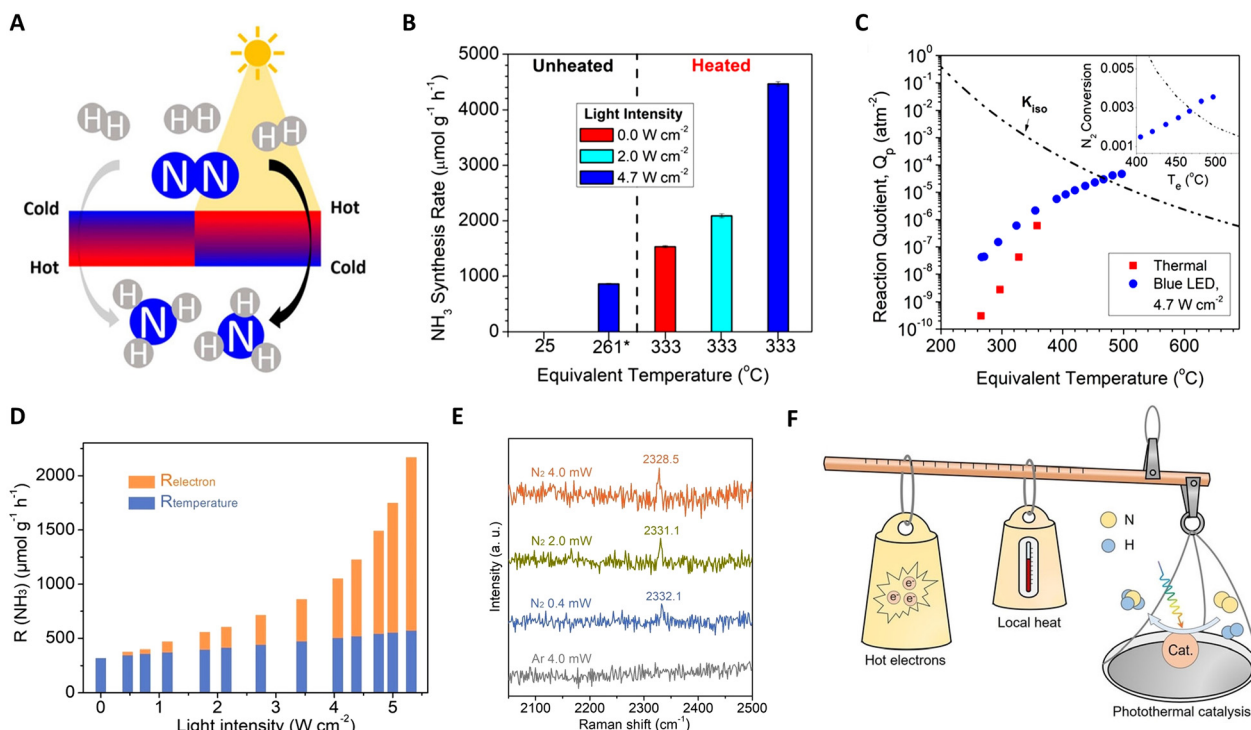 A
H H
H H
H H
N N
Cold
Hot
Hot
Cold
H
H
N
H
H
N
H
H
B
NH₃ Synthesis Rate (μmol g⁻¹ h⁻¹)
5000
4000
3000
2000
1000
0
Unheated
Heated
Light Intensity
0.0 W cm⁻²
2.0 W cm⁻²
4.7 W cm⁻²
25 261* 333 333 333
Equivalent Temperature (°C)
C
Reaction Quotient, Qp (atm⁻²)
10⁰
10⁻¹
10⁻²
10⁻³
10⁻⁴
10⁻⁵
10⁻⁶
10⁻⁷
10⁻⁸
10⁻⁹
10⁻¹⁰
Kiso
N₂ Conversion
0.005
0.003
0.001
400 500
Te (°C)
Thermal
Blue LED,
4.7 W cm⁻²
200 300 400 500 600
Equivalent Temperature (°C)
D
R (NH₃) (μmol g⁻¹ h⁻¹)
2000
1500
1000
500
0
Relectron
Rtemperature
0 1 2 3 4 5
Light intensity (W cm⁻²)
E
Intensity (a. u.)
N₂ 4.0 mW
2328.5
N₂ 2.0 mW
2331.1
N₂ 0.4 mW
2332.1
Ar 4.0 mW
2100 2200 2300 2400 2500
Raman shift (cm⁻¹)
F
e⁻
e⁻ e⁻
Hot electrons
Local heat
N
H
Cat.
Photothermal catalysis